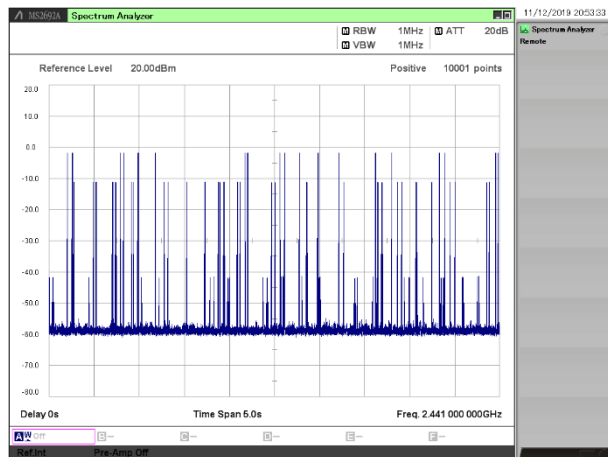 MS2692A Spectrum Analyzer
11/12/2019 20:53:33
Spectrum Analyzer
Remote
RBW 1MHz ATT 20dB
VBW 1MHz
Reference Level 20.00dBm Positive 10001 points
20.0
10.0
0.0
-10.0
-20.0
-30.0
-40.0
-50.0
-60.0
-70.0
-80.0
Delay 0s Time Span 5.0s Freq. 2.441 000 000GHz
A Off B-- C-- D-- E-- F--
Ref.Int Pre-Amp Off